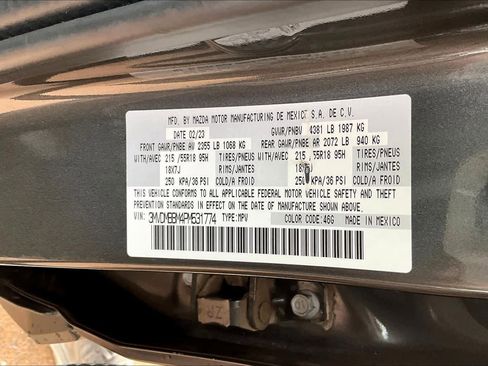 MFD. BY MAZDA MOTOR MANUFACTURING DE MEXICO S.A. DE C.V.
DATE 02/23 GVWR/PNBV 4381 LB 1987 KG
FRONT GAWR/PNBE AV 2355 LB 1068 KG REAR GAWR/PNBE AR 2072 LB 940 KG
WITH/AVEC 215/55R18 95H TIRES/PNEUS WITH/AVEC 215/55R18 95H TIRES/PNEUS
18X7J RIMS/JANTES 18X7J RIMS/JANTES
250 KPA/36 PSI COLD/A FROID 250 KPA/36 PSI COLD/A FROID
THIS VEHICLE CONFORMS TO ALL APPLICABLE FEDERAL MOTOR VEHICLE SAFETY AND THEFT
PREVENTION STANDARDS IN EFFECT ON THE DATE OF MANUFACTURE SHOWN ABOVE.
VIN: 3MVDMBBM4PM531774 TYPE: MPV COLOR CODE: 46G MADE IN MEXICO